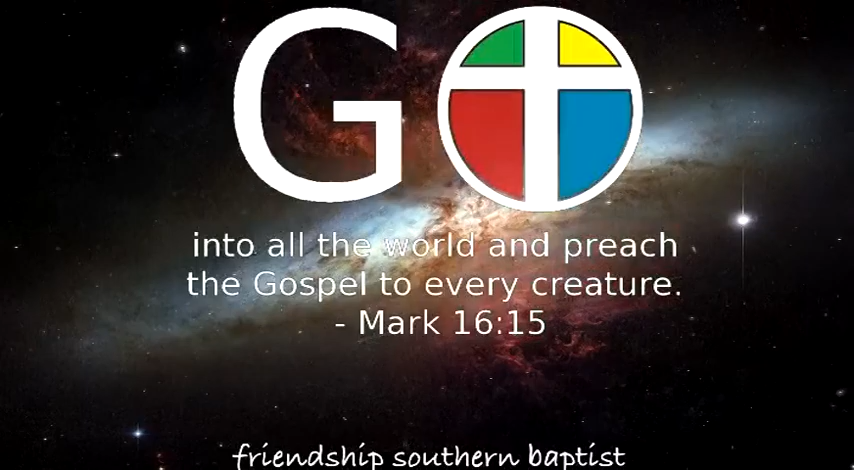 GO
into all the world and preach
the Gospel to every creature.
- Mark 16:15
friendship southern baptist